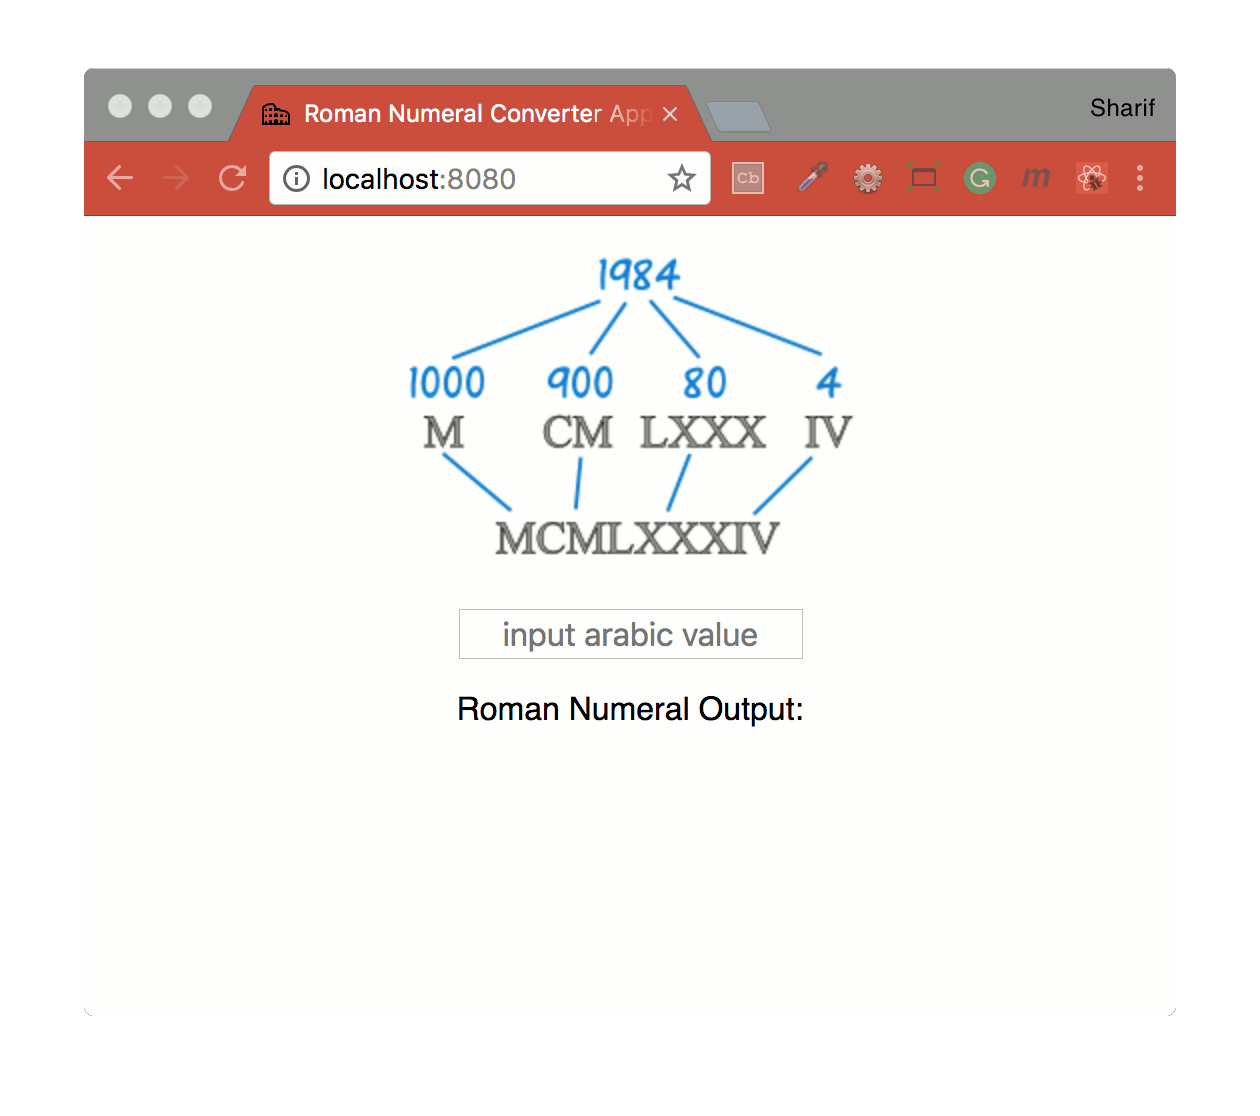 Roman Numeral Converter App
Sharif
localhost:8080
cb
G
m
1984
1000 900 80 4
M CM LXXX IV
MCMLXXXIV
input arabic value
Roman Numeral Output: